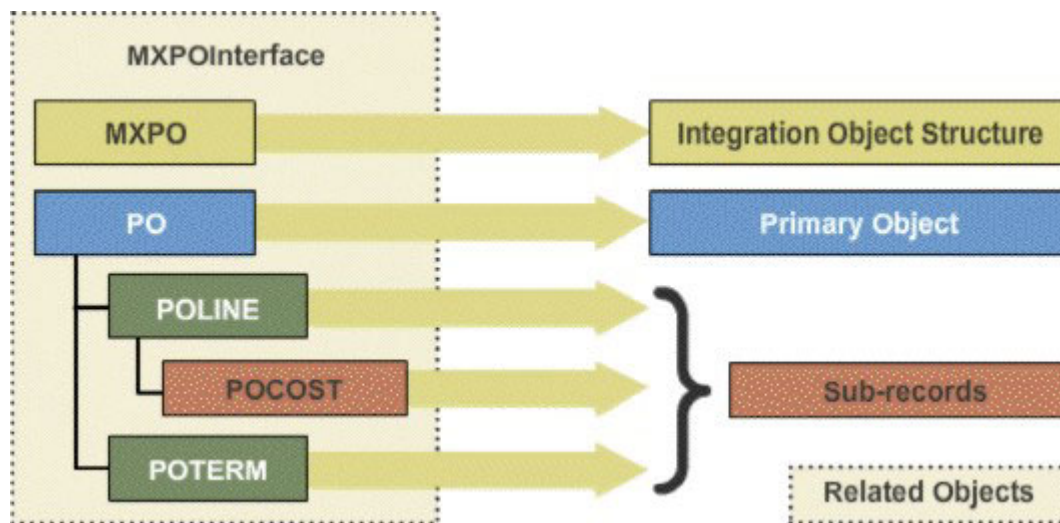 MXPOInterface
MXPO
Integration Object Structure
PO
Primary Object
POLINE
POCOST
Sub-records
POTERM
Related Objects